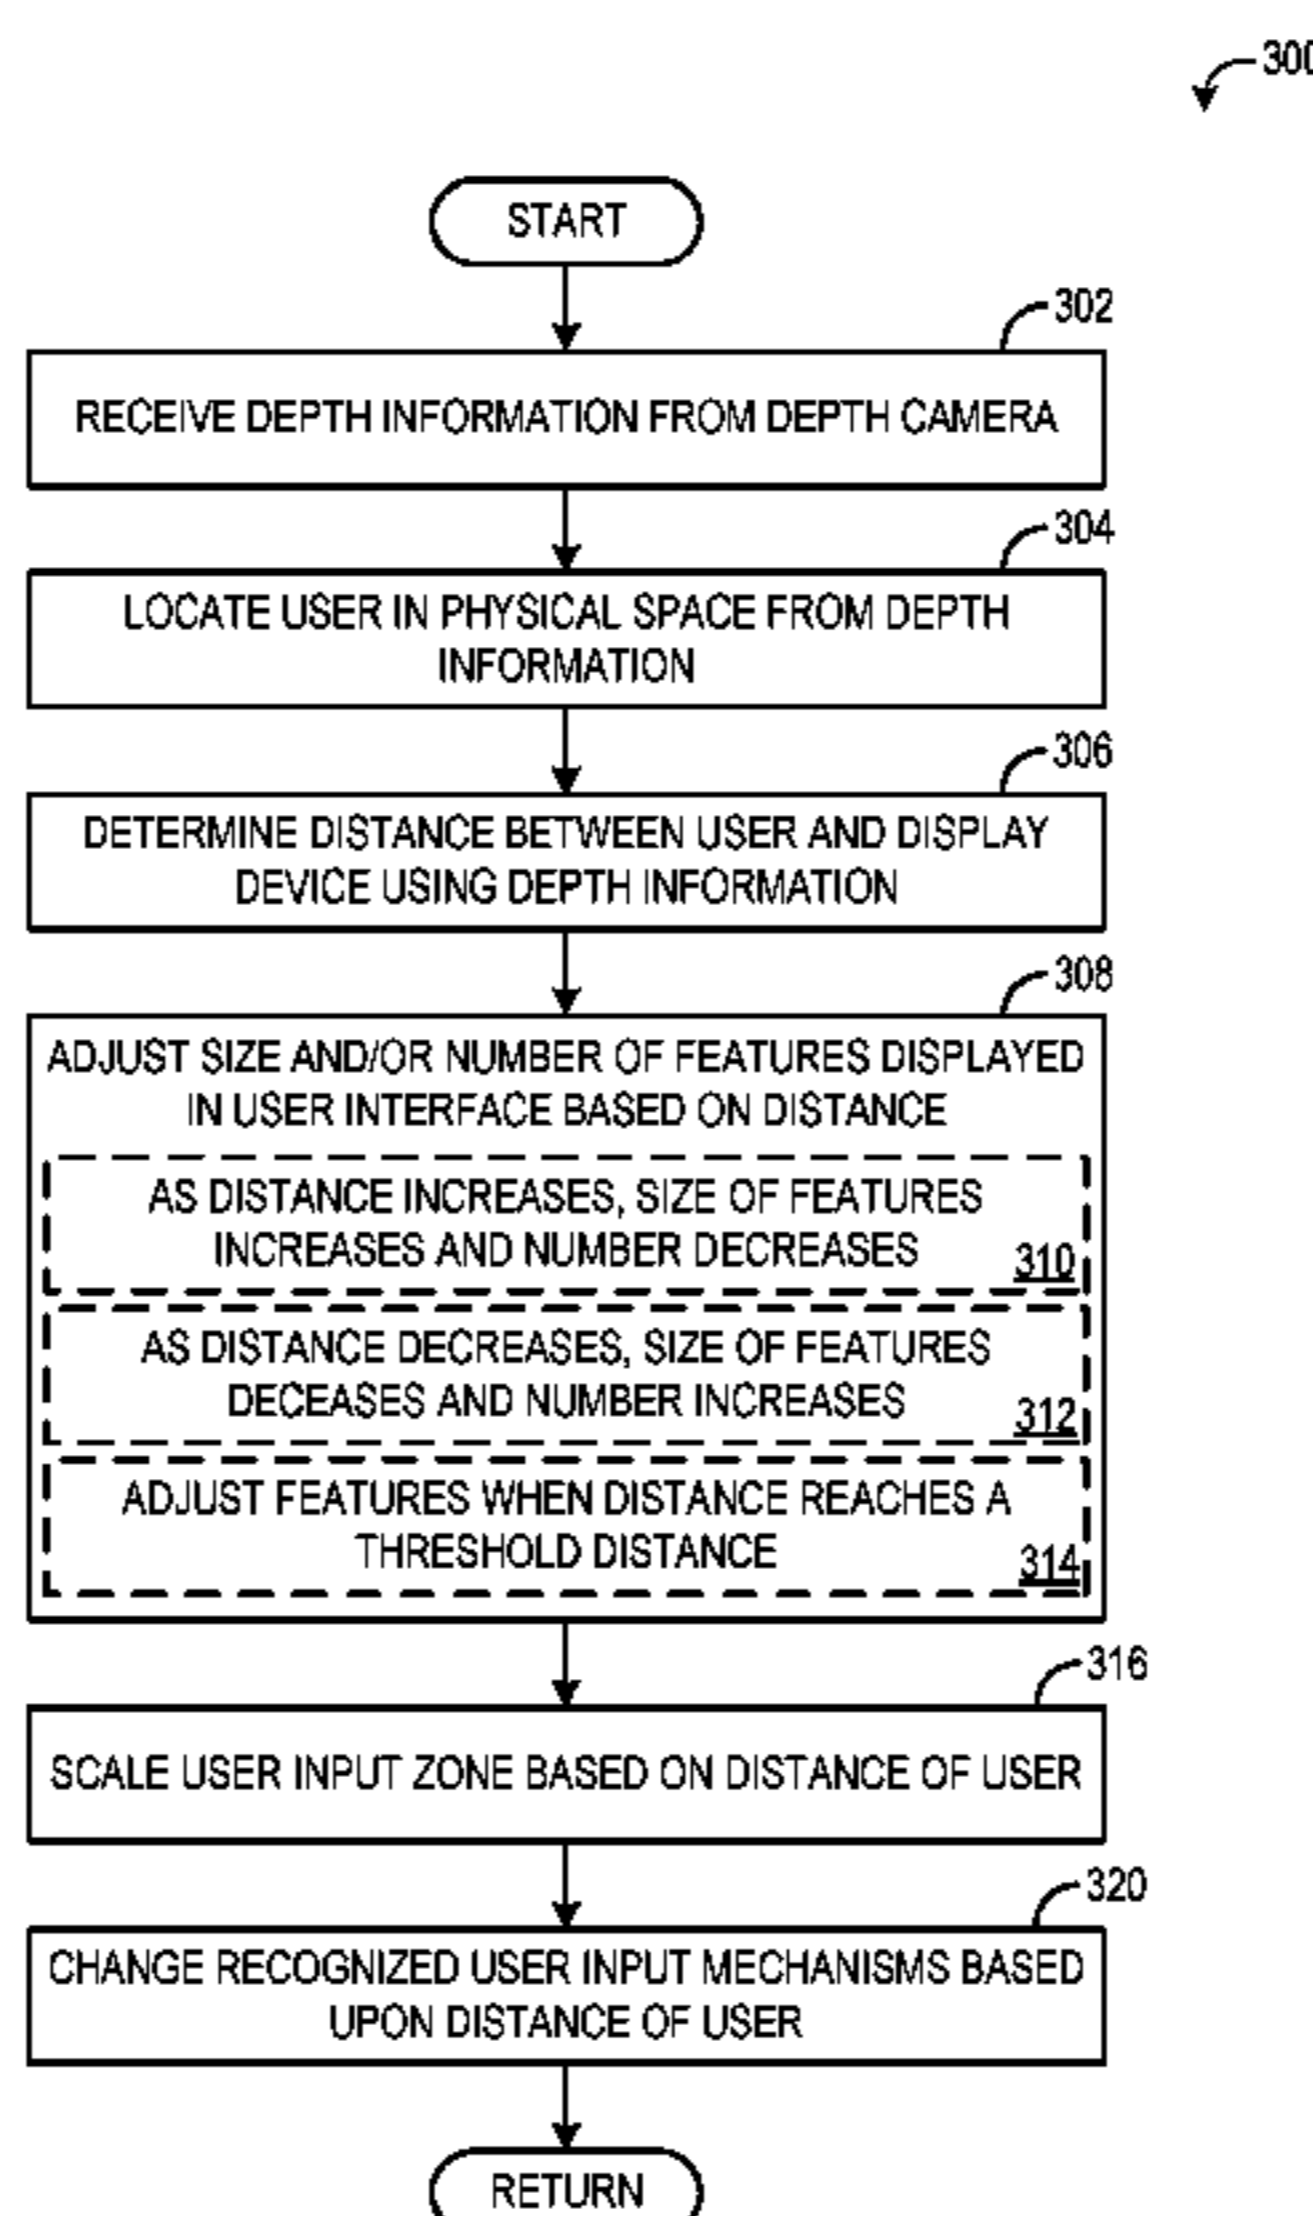 300
START
302
RECEIVE DEPTH INFORMATION FROM DEPTH CAMERA
304
LOCATE USER IN PHYSICAL SPACE FROM DEPTH
INFORMATION
306
DETERMINE DISTANCE BETWEEN USER AND DISPLAY
DEVICE USING DEPTH INFORMATION
308
ADJUST SIZE AND/OR NUMBER OF FEATURES DISPLAYED
IN USER INTERFACE BASED ON DISTANCE
AS DISTANCE INCREASES, SIZE OF FEATURES
INCREASES AND NUMBER DECREASES
310
AS DISTANCE DECREASES, SIZE OF FEATURES
DECEASES AND NUMBER INCREASES
312
ADJUST FEATURES WHEN DISTANCE REACHES A
THRESHOLD DISTANCE
314
316
SCALE USER INPUT ZONE BASED ON DISTANCE OF USER
320
CHANGE RECOGNIZED USER INPUT MECHANISMS BASED
UPON DISTANCE OF USER
RETURN